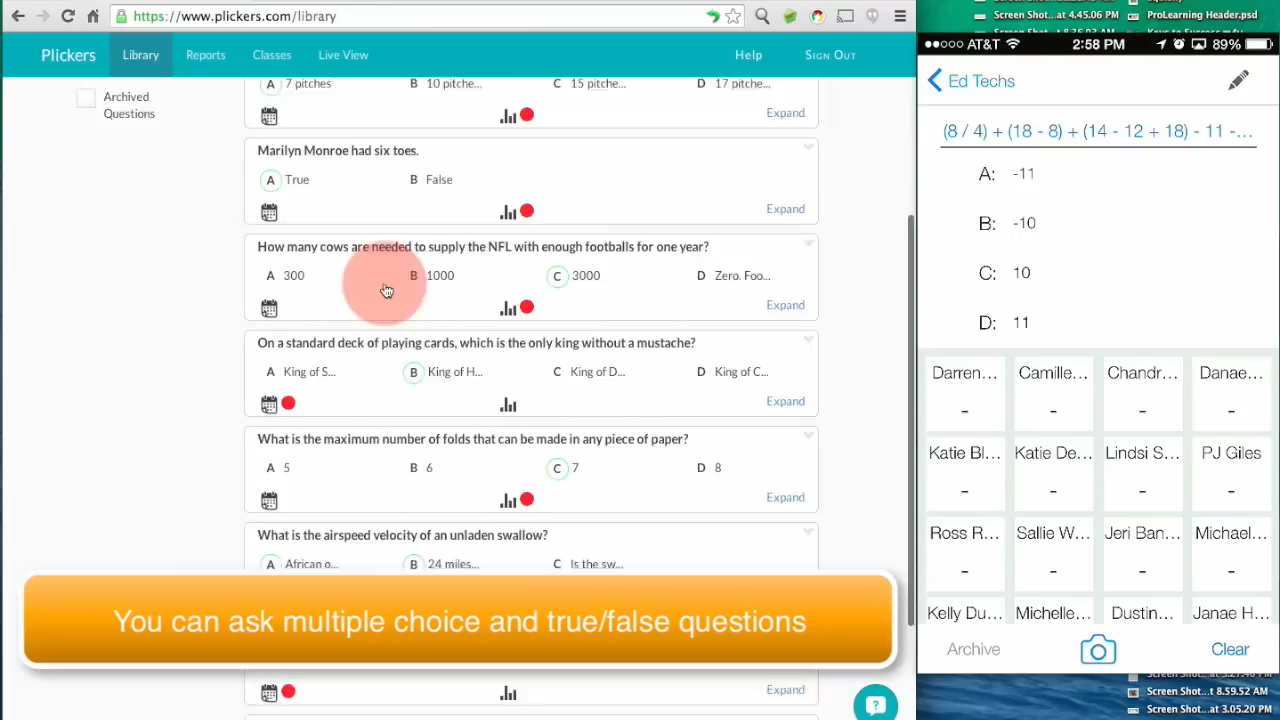 https://www.plickers.com/library
Plickers
Library
Reports
Classes
Live View
Help
SIGN OUT
Archived
Questions
A 7 pitches
B 10 pitche...
C 15 pitche...
D 17 pitche...
Expand
Marilyn Monroe had six toes.
A True
B False
Expand
How many cows are needed to supply the NFL with enough footballs for one year?
A 300
B 1000
C 3000
D Zero. Foo...
Expand
On a standard deck of playing cards, which is the only king without a mustache?
A King of S...
B King of H...
C King of D...
D King of C...
Expand
What is the maximum number of folds that can be made in any piece of paper?
A 5
B 6
C 7
D 8
Expand
What is the airspeed velocity of an unladen swallow?
A African o...
B 24 miles...
C Is the sw...
You can ask multiple choice and true/false questions
Expand
Screen Shot...at 4.45.06 PM
ProLearning Header.psd
AT&T
2:58 PM
89%
Ed Techs
(8 / 4) + (18 - 8) + (14 - 12 + 18) - 11 -...
A: -11
B: -10
C: 10
D: 11
Darren... Camille... Chandr... Danae...
- - - -
Katie Bl... Katie De... Lindsi S... PJ Giles
- - - -
Ross R... Sallie W... Jeri Ban... Michael...
- - - -
Kelly Du... Michelle... Dustin... Janae H...
Archive
Clear
Screen Shot...t 8.59.52 AM
Screen Shot...at 3.05.20 PM